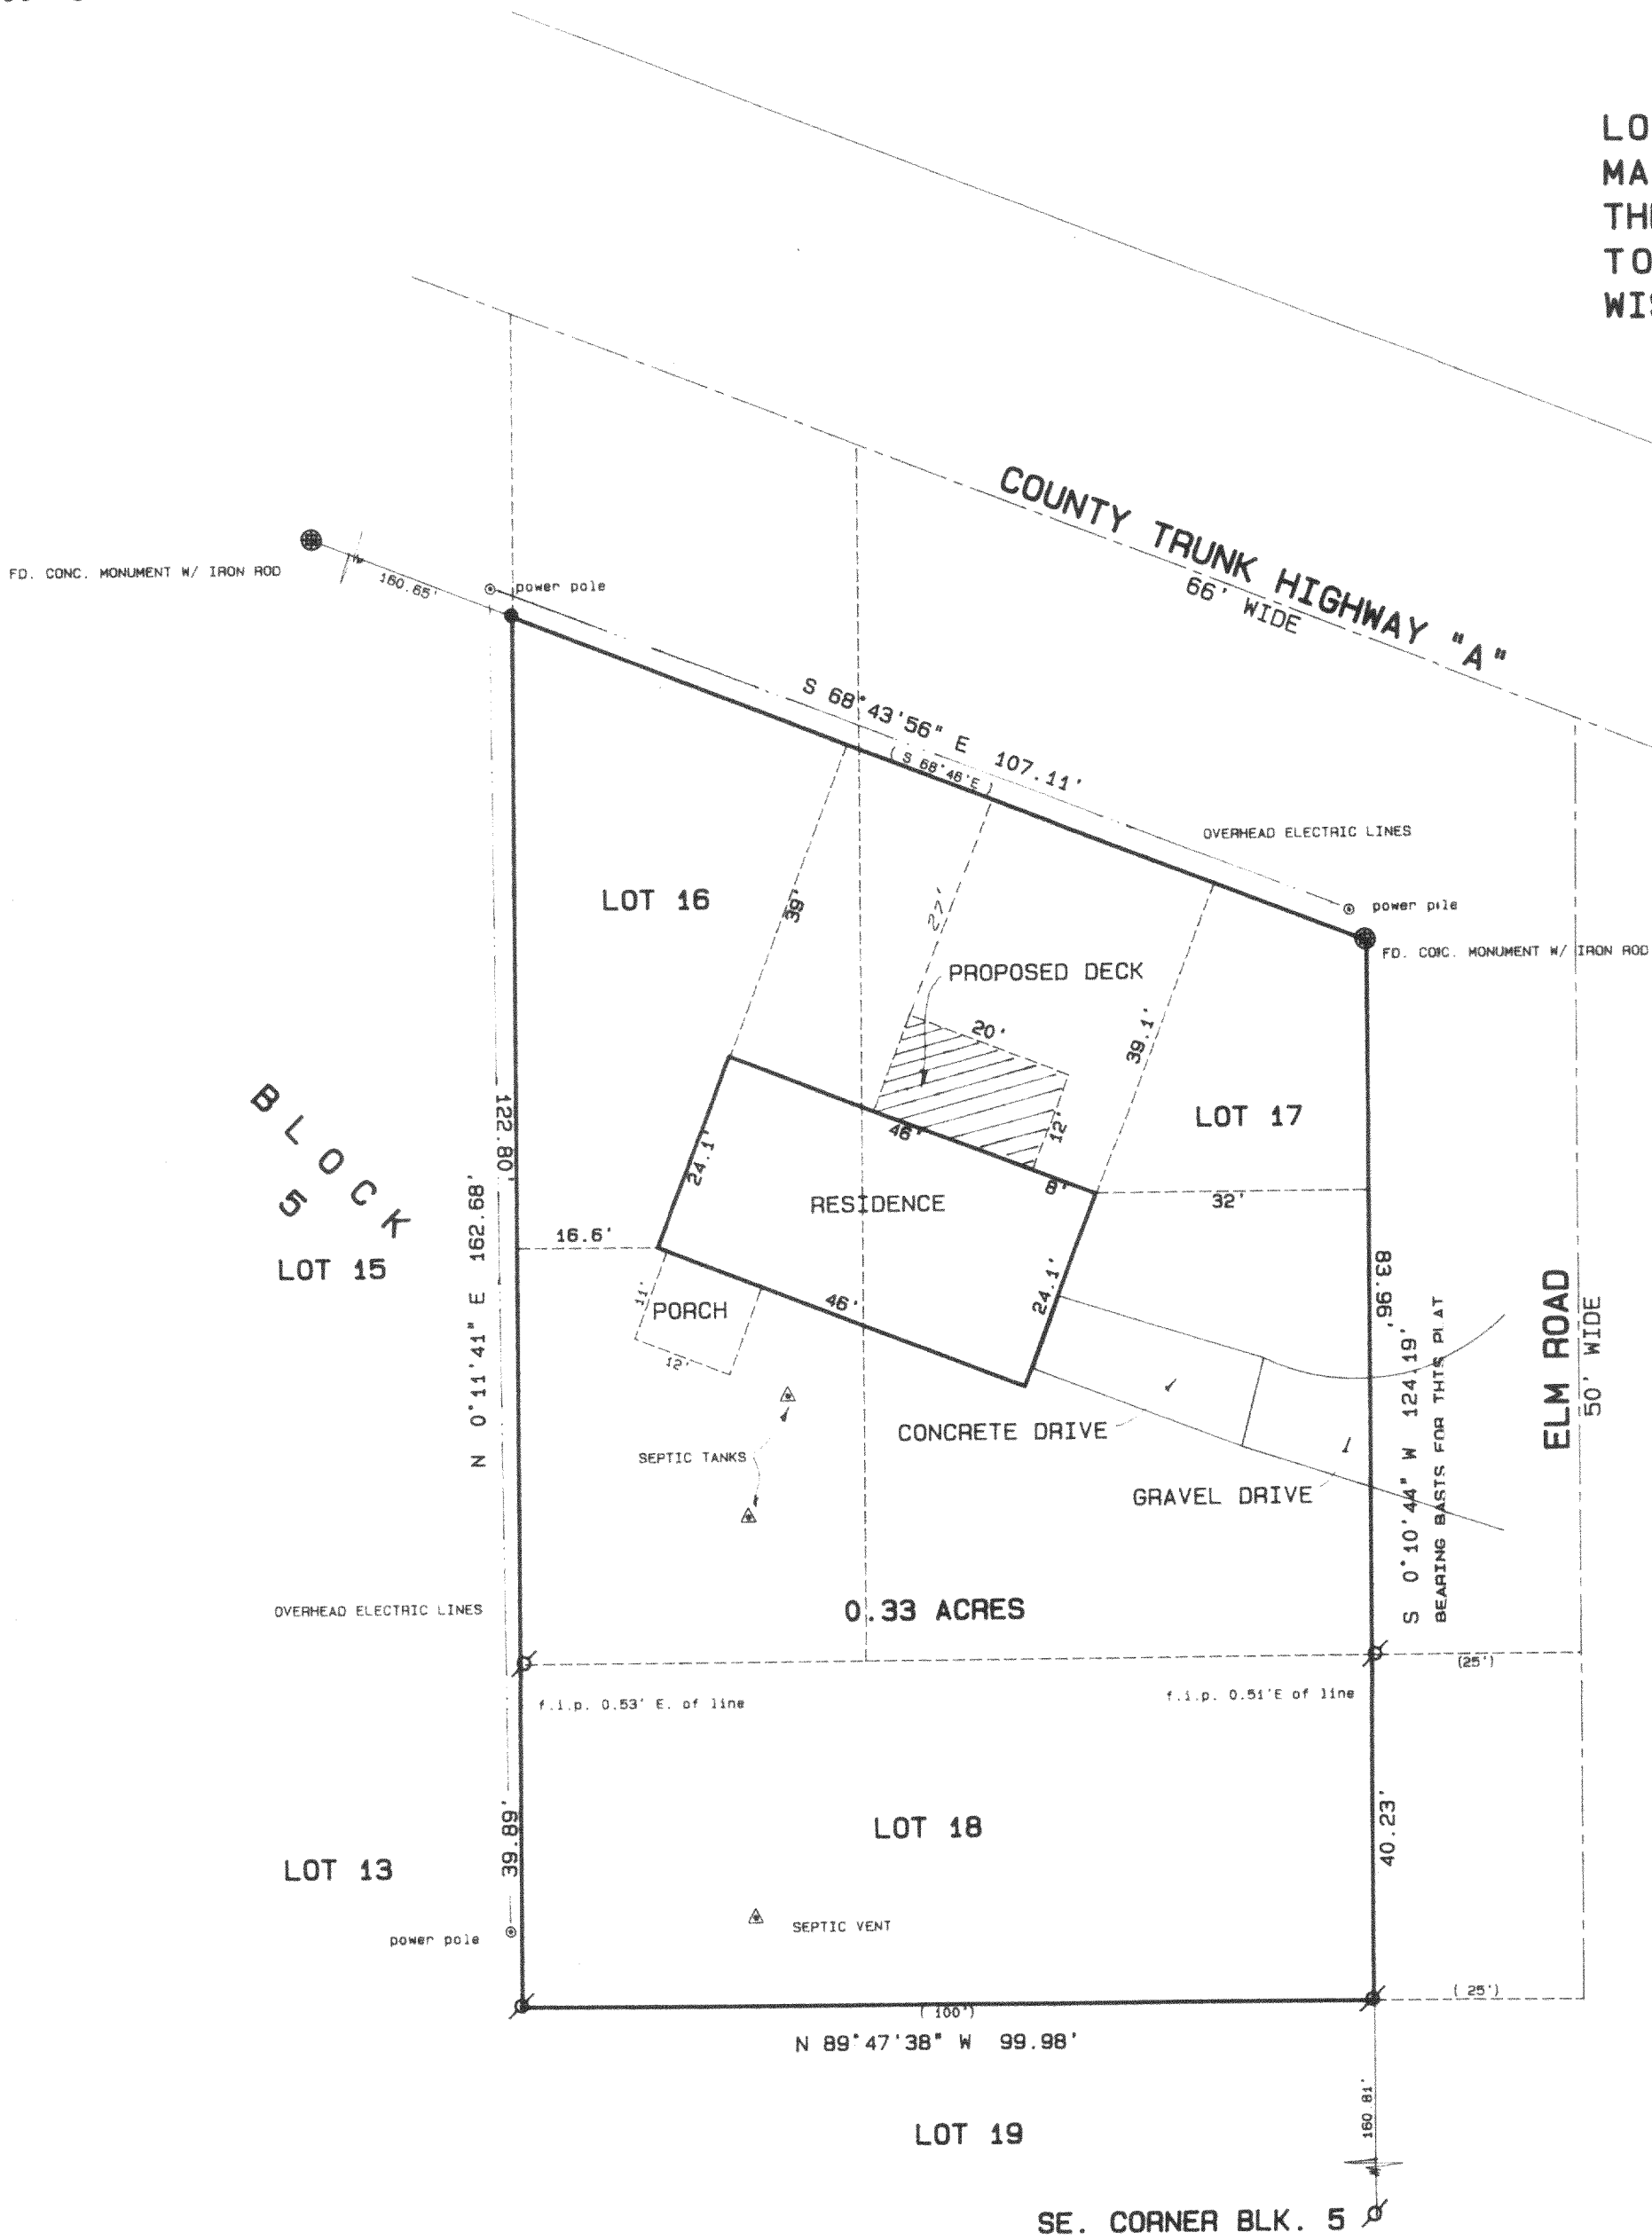 LO
MA
TH
TO
WIS
COUNTY TRUNK HIGHWAY "A"
66' WIDE
FD. CONC. MONUMENT W/ IRON ROD
160.65'
power pole
S 68°43'56" E 107.11'
( S 68°46'E )
OVERHEAD ELECTRIC LINES
power pile
FD. CONC. MONUMENT W/ IRON ROD
LOT 16
39'
27'
PROPOSED DECK
20'
39.1'
12'
LOT 17
BLOCK
5
122.80'
24.1'
46'
8'
RESIDENCE
32'
16.6'
LOT 15
N 0°11'41" E 162.68'
11'
PORCH
12'
46'
24.1'
83.96'
S 0°10'44" W 124.19'
BEARING BASIS FOR THIS PLAT
ELM ROAD
50' WIDE
CONCRETE DRIVE
SEPTIC TANKS
GRAVEL DRIVE
OVERHEAD ELECTRIC LINES
0.33 ACRES
(25')
f.i.p. 0.53' E. of line
f.i.p. 0.51'E of line
39.89'
LOT 18
40.23'
LOT 13
SEPTIC VENT
power pole
( 25')
( 100')
N 89°47'38" W 99.98'
160.81'
LOT 19
SE. CORNER BLK. 5